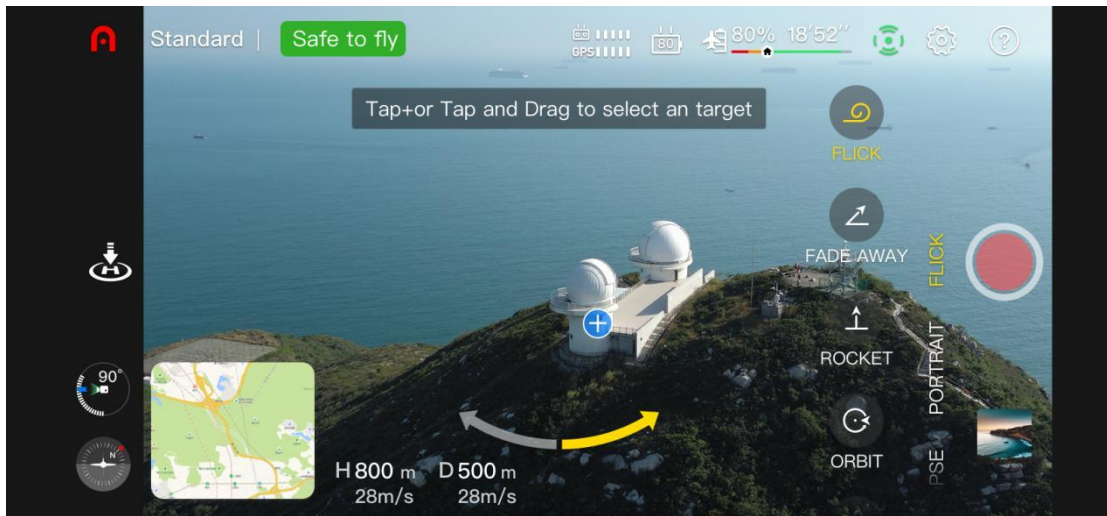 Standard | Safe to fly
GPS
80
80% 18'52''
Tap+or Tap and Drag to select an target
FLICK
FADE AWAY
ROCKET
ORBIT
FLICK
PORTRAIT
PSE
90°
N
H 800 m D 500 m
28m/s 28m/s